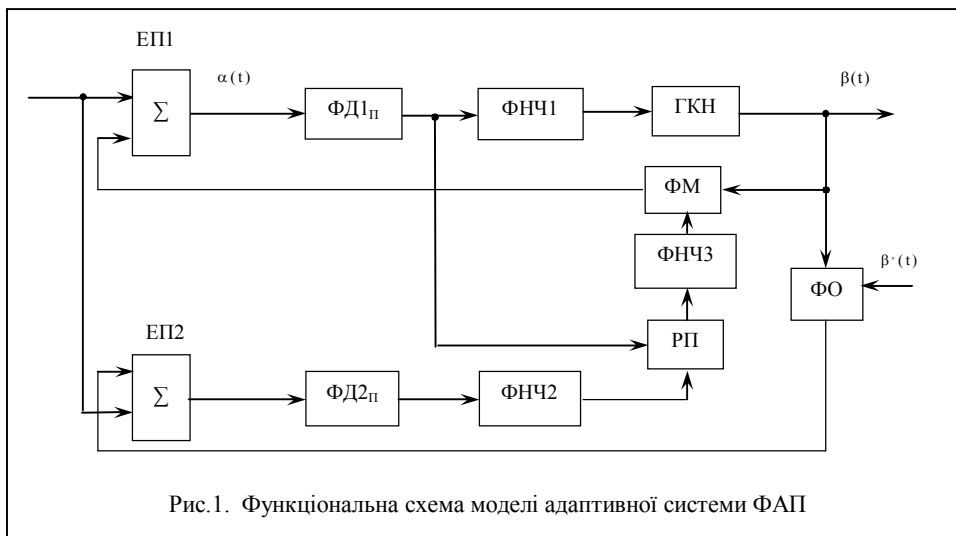 ЕП1
α(t)
β(t)
Σ
ФД1П
ФНЧ1
ГКН
ФМ
ФНЧ3
β’(t)
ФО
ЕП2
РП
Σ
ФД2П
ФНЧ2
Рис.1. Функціональна схема моделі адаптивної системи ФАП